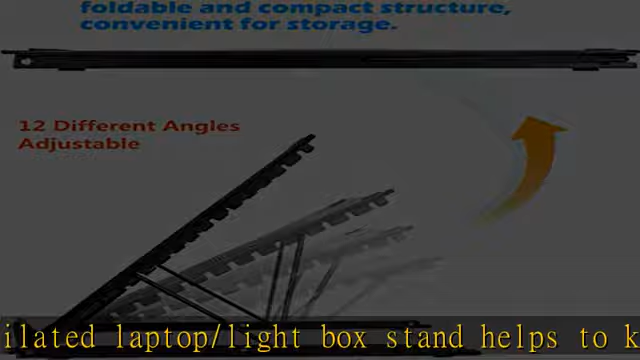 foldable and compact structure,
convenient for storage.
12 Different Angles
Adjustable
ilated laptop/light box stand helps to k